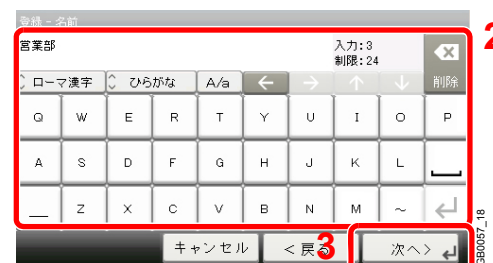 登録 - 名前
営業部
入力:3
制限:24
削除
ローマ漢字 ひらがな A/a ← → ↑ ↓
Q W E R T Y U I O P
A S D F G H J K L
Z X C V B N M ~
キャンセル < 戻る 次へ >
2
3
GB0057_18